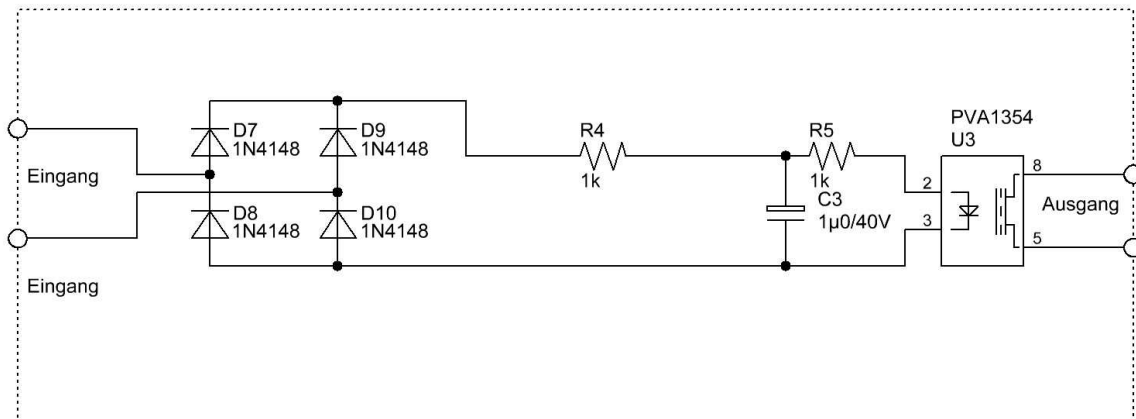 Eingang
Eingang
D7
1N4148
D9
1N4148
D8
1N4148
D10
1N4148
R4
1k
R5
1k
C3
1µ0/40V
PVA1354
U3
2
3
8
5
Ausgang